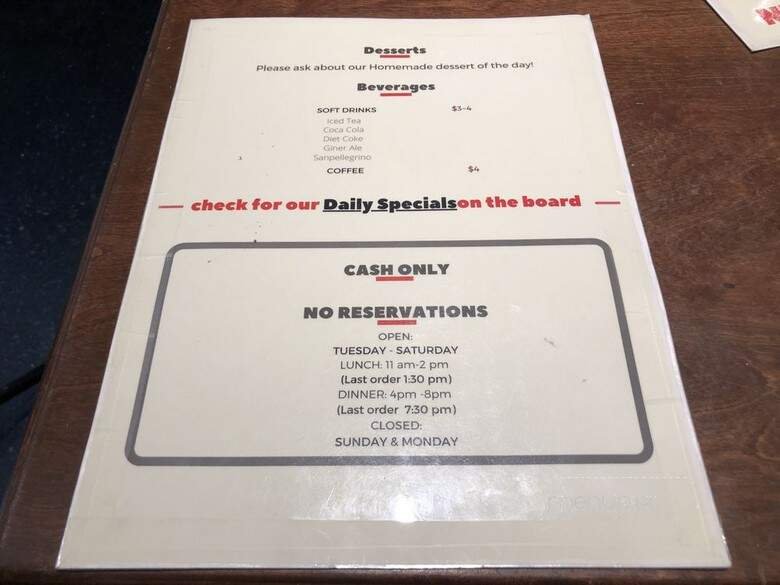 Desserts
Please ask about our Homemade dessert of the day!
Beverages
SOFT DRINKS $3-4
Iced Tea
Coca Cola
Diet Coke
Giner Ale
Sanpellegrino
COFFEE $4
check for our Daily Specialson the board
CASH ONLY
NO RESERVATIONS
OPEN:
TUESDAY - SATURDAY
LUNCH: 11 am-2 pm
(Last order 1:30 pm)
DINNER: 4pm -8pm
(Last order 7:30 pm)
CLOSED:
SUNDAY & MONDAY